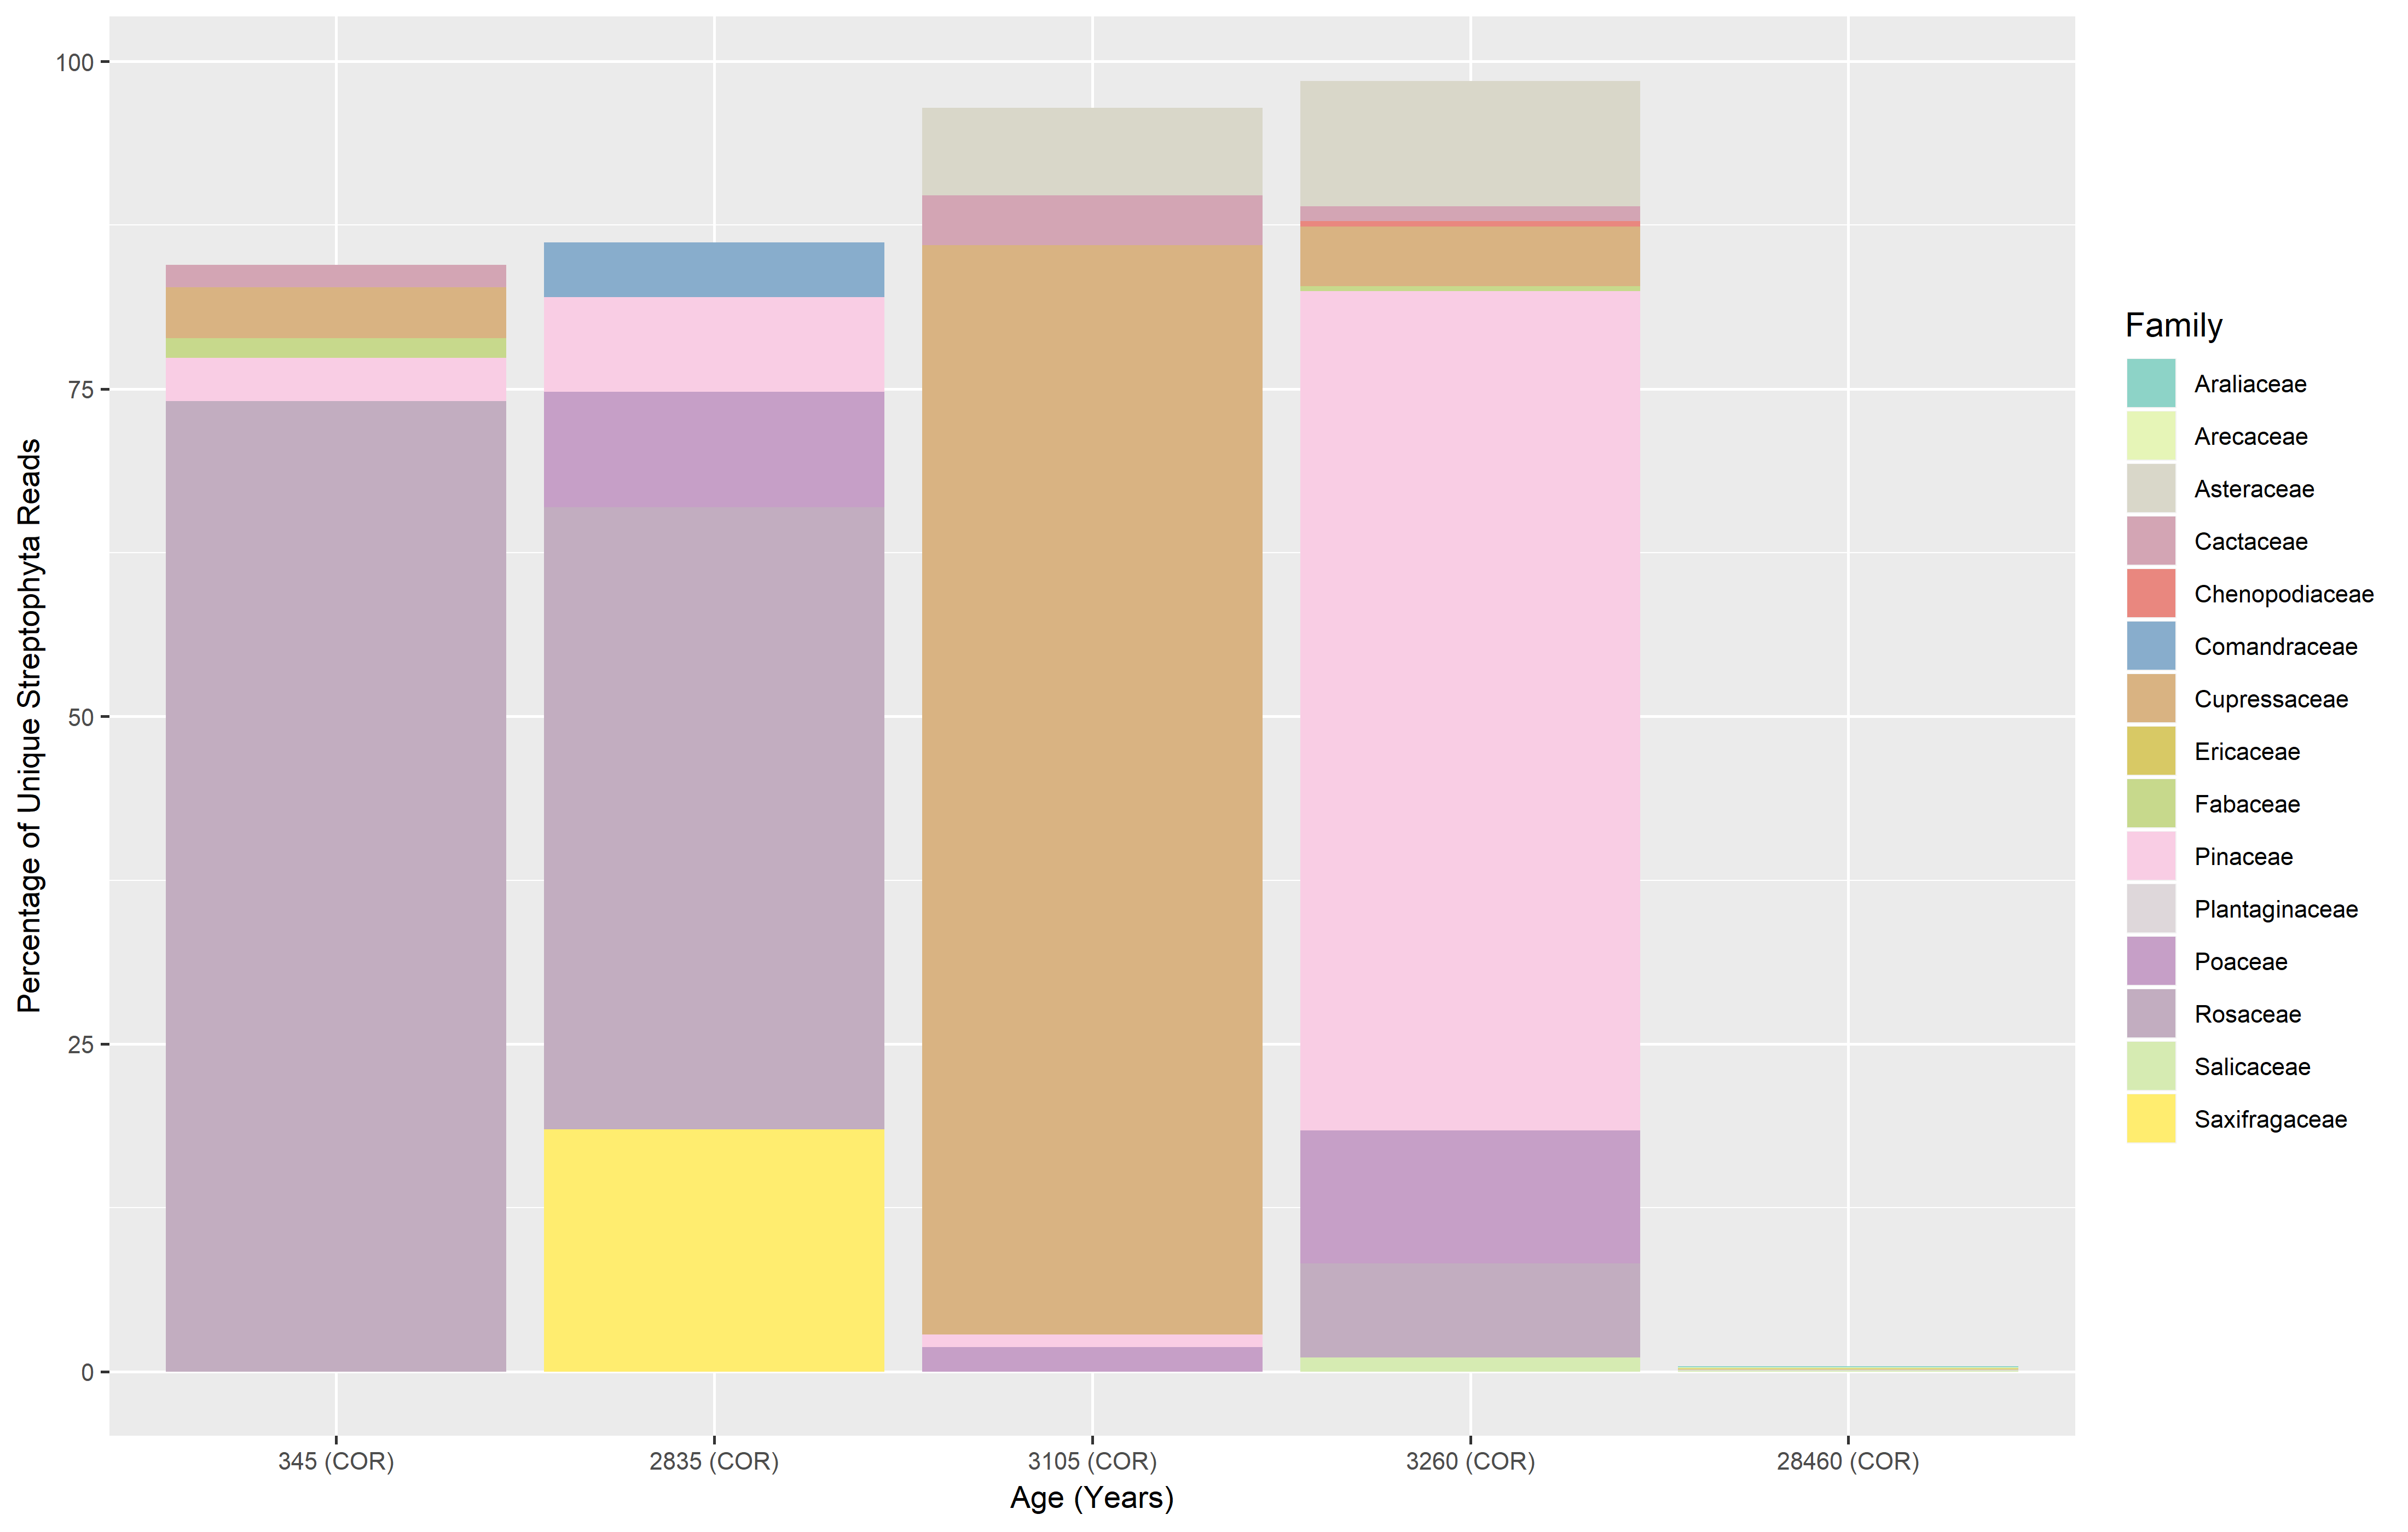 100
75
50
25
0
Percentage of Unique Streptophyta Reads
345 (COR)
2835 (COR)
3105 (COR)
3260 (COR)
28460 (COR)
Age (Years)
Family
Araliaceae
Arecaceae
Asteraceae
Cactaceae
Chenopodiaceae
Comandraceae
Cupressaceae
Ericaceae
Fabaceae
Pinaceae
Plantaginaceae
Poaceae
Rosaceae
Salicaceae
Saxifragaceae